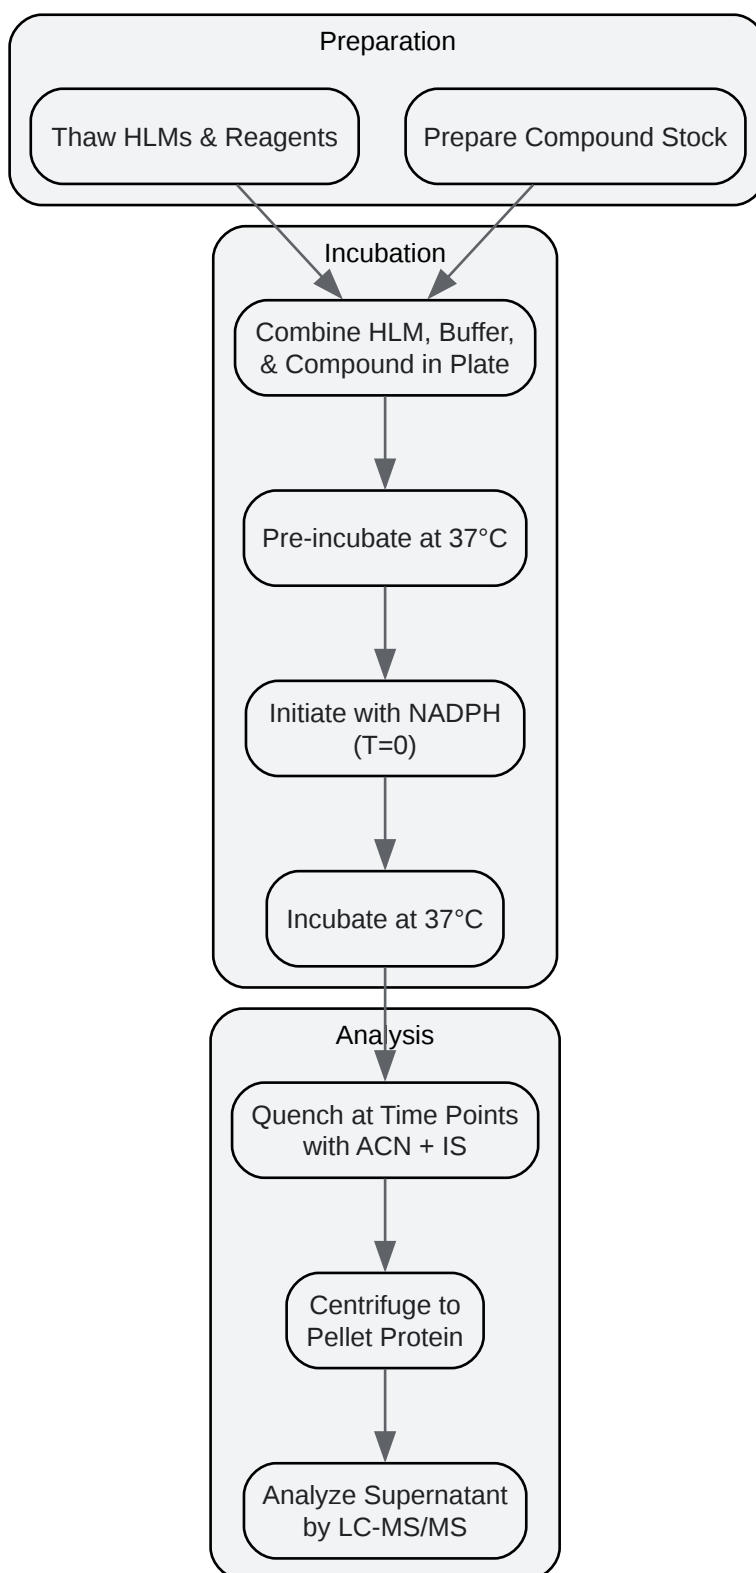 Preparation
Thaw HLMs & Reagents
Prepare Compound Stock
Incubation
Combine HLM, Buffer,
& Compound in Plate
Pre-incubate at 37°C
Initiate with NADPH
(T=0)
Incubate at 37°C
Analysis
Quench at Time Points
with ACN + IS
Centrifuge to
Pellet Protein
Analyze Supernatant
by LC-MS/MS